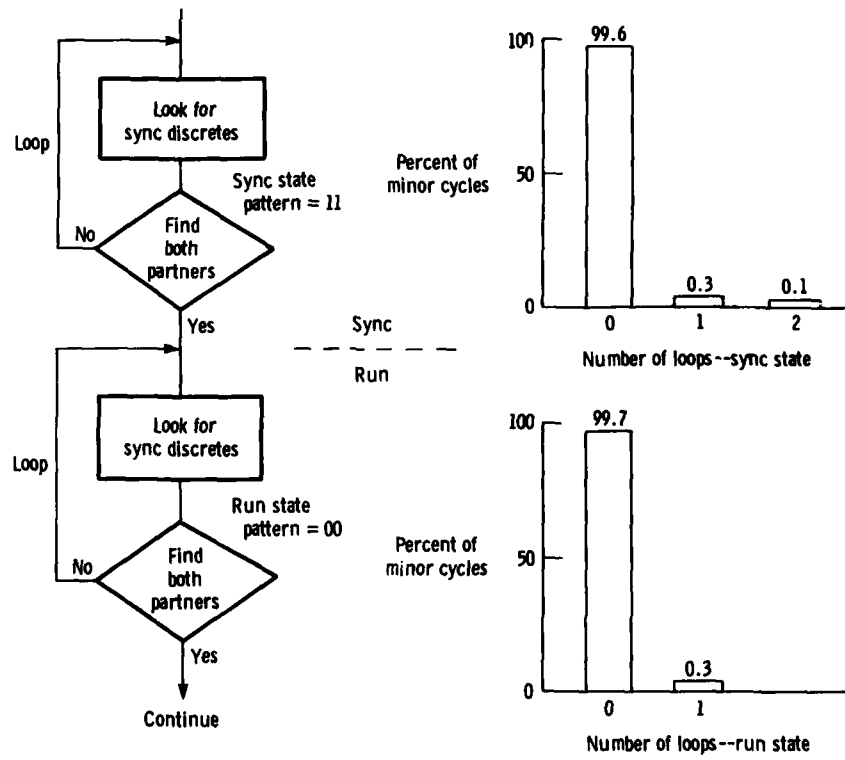 Look for
sync discretes
Loop
Sync state
pattern = 11
No
Find
both
partners
Yes
Sync
Run
Look for
sync discretes
Loop
Run state
pattern = 00
No
Find
both
partners
Yes
Continue
Percent of
minor cycles
100
50
0
99.6
0.3
0.1
0 1 2
Number of loops--sync state
Percent of
minor cycles
100
50
0
99.7
0.3
0 1
Number of loops--run state